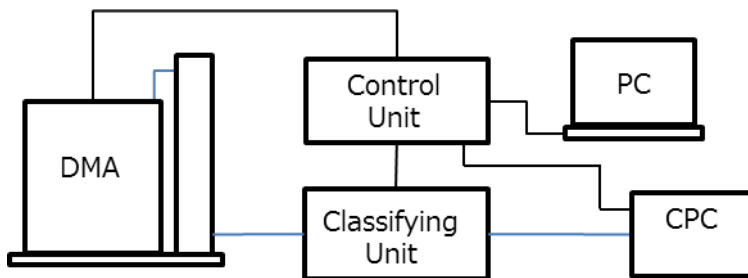 Control
Unit
PC
DMA
Classifying
Unit
CPC